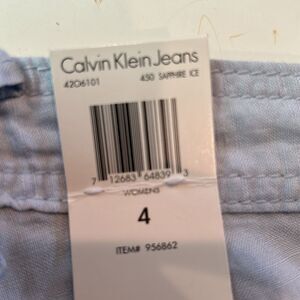 Calvin Klein Jeans
42O6101 450 SAPPHIRE ICE
7 12683 64839 3
WOMENS
4
ITEM# 956862